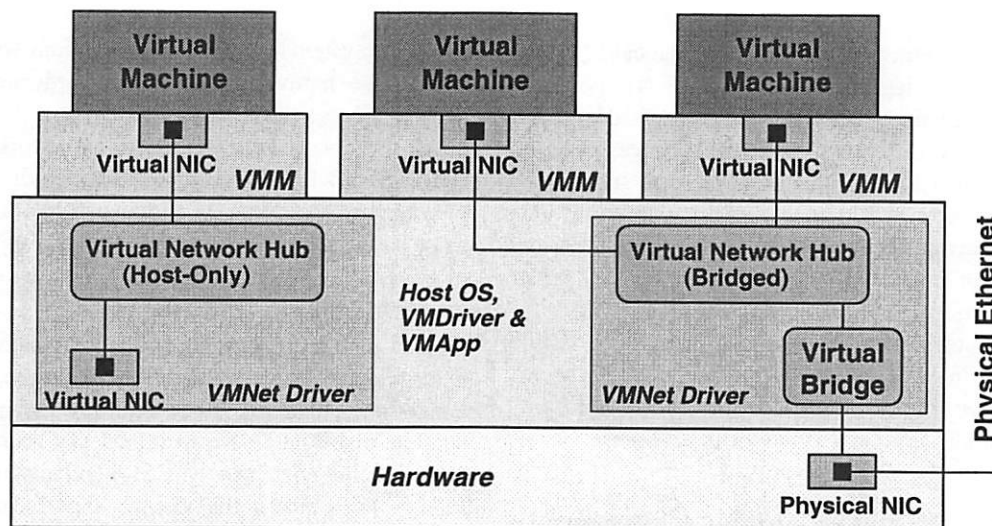 Virtual
Machine
Virtual
Machine
Virtual
Machine
Virtual NIC
VMM
Virtual NIC
VMM
Virtual NIC
VMM
Virtual Network Hub
(Host-Only)
Virtual Network Hub
(Bridged)
Host OS,
VMDriver &
VMApp
Virtual
Bridge
Virtual NIC
VMNet Driver
VMNet Driver
Physical Ethernet
Hardware
Physical NIC